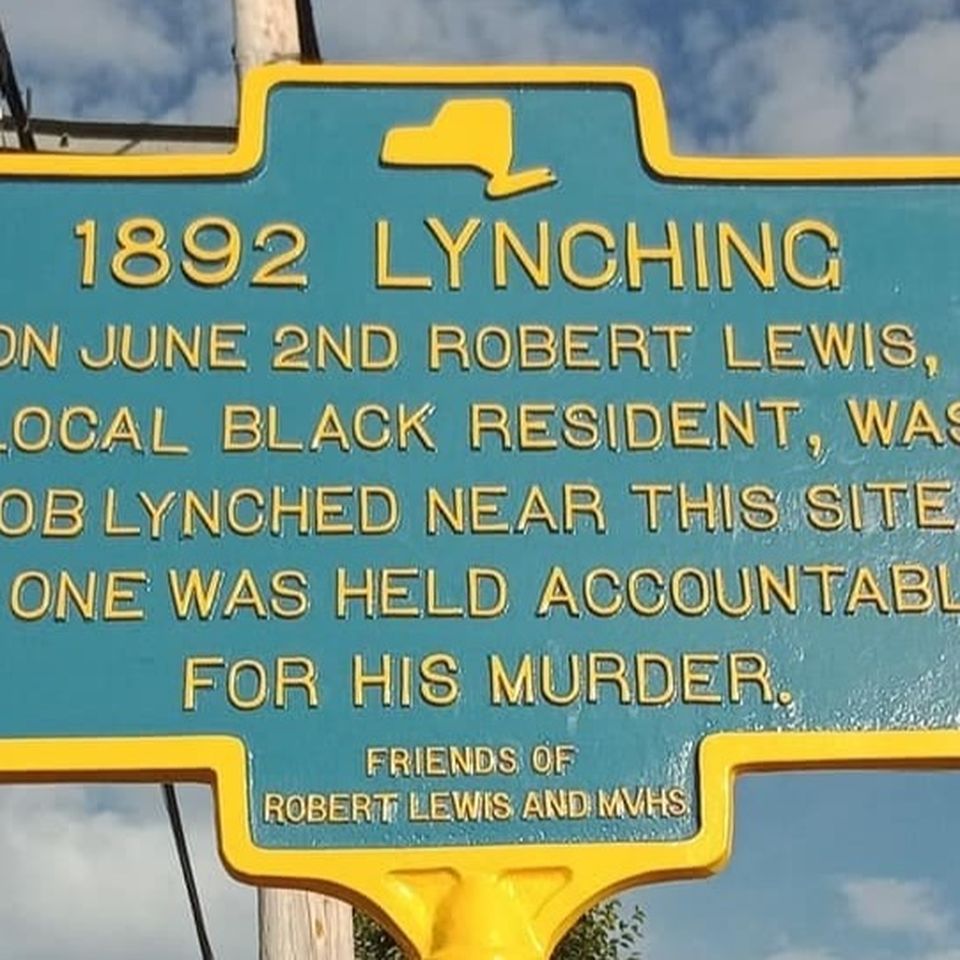 1892 LYNCHING
ON JUNE 2ND ROBERT LEWIS,
LOCAL BLACK RESIDENT, WAS
OB LYNCHED NEAR THIS SITE
ONE WAS HELD ACCOUNTABL
FOR HIS MURDER.
FRIENDS OF
ROBERT LEWIS AND MVHS